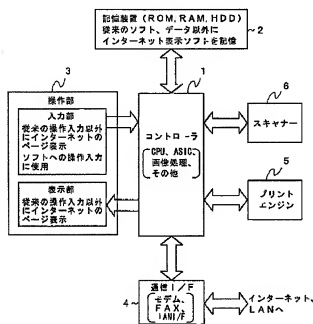 記憶装置(ROM,RAM,HDD)
従来のソフト、データ以外に
インターネット表示ソフトを記憶
2
3
操作部
入力部
従来の操作入力以外
にインターネットの
ページ表示
ソフトへの操作入力
に使用
表示部
従来の操作入力以外
にインターネットの
ページ表示
1
コントローラ
CPU, ASIC
画像処理、
その他
6
スキャナー
5
プリント
エンジン
4
通信I/F
モデム、
FAX、
LANI/F
インターネット、
LANへ